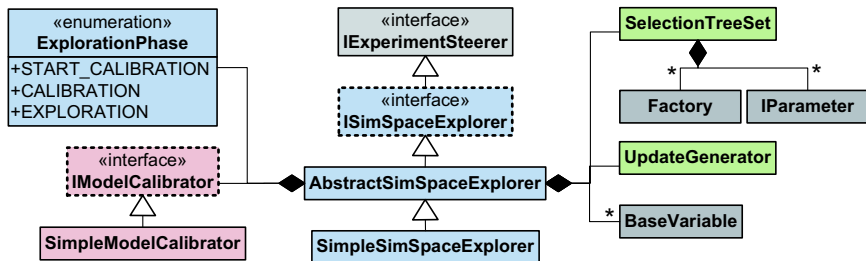 «enumeration»
ExplorationPhase
+START_CALIBRATION
+CALIBRATION
+EXPLORATION
«interface»
IExperimentSteerer
SelectionTreeSet
*
*
Factory
IParameter
«interface»
ISimSpaceExplorer
«interface»
IModelCalibrator
AbstractSimSpaceExplorer
UpdateGenerator
*
BaseVariable
SimpleModelCalibrator
SimpleSimSpaceExplorer